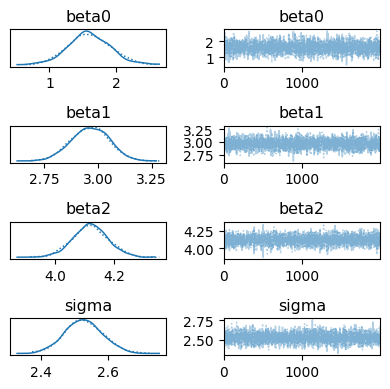 beta0 beta0
2
1
1 2 0 1000
beta1 beta1
3.25
3.00
2.75
2.75 3.00 3.25 0 1000
beta2 beta2
4.25
4.00
4.0 4.2 0 1000
sigma sigma
2.75
2.50
2.4 2.6 0 1000